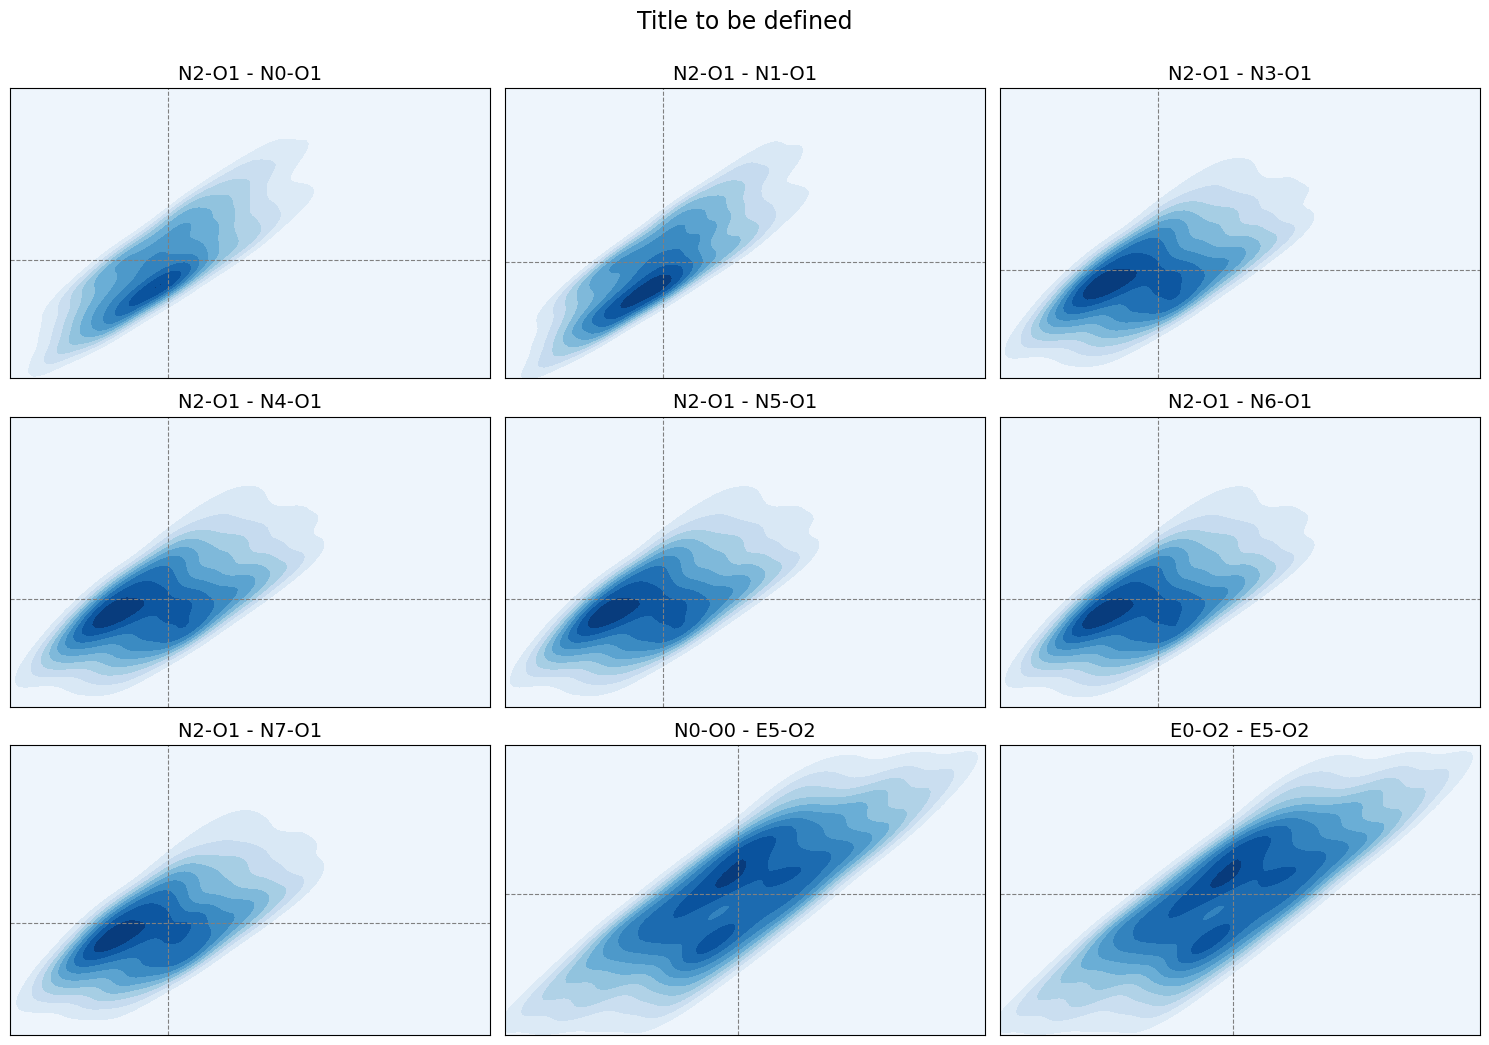 Title to be defined
N2-O1 - N0-O1
N2-O1 - N1-O1
N2-O1 - N3-O1
N2-O1 - N4-O1
N2-O1 - N5-O1
N2-O1 - N6-O1
N2-O1 - N7-O1
N0-O0 - E5-O2
E0-O2 - E5-O2